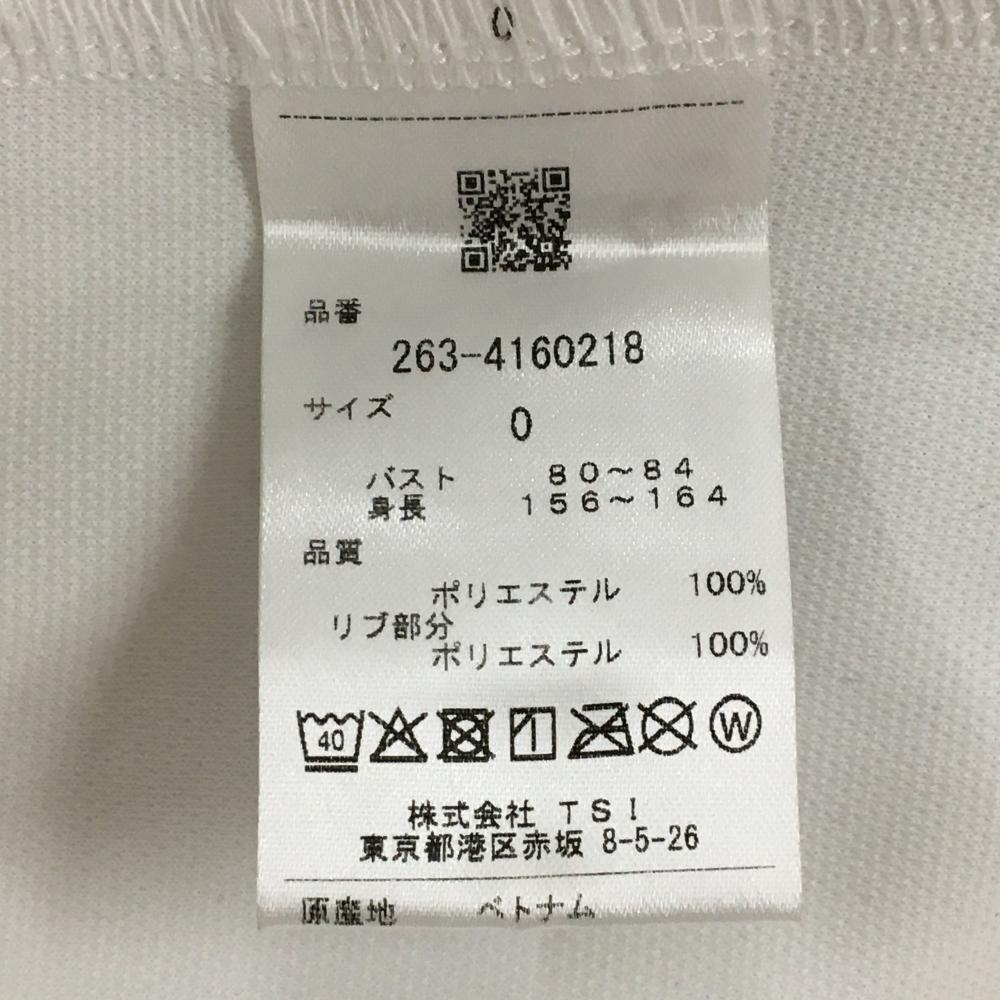 0
品番
263-4160218
サイズ
0
バスト 80～84
身長 156～164
品質
ポリエステル 100%
リブ部分
ポリエステル 100%
40 W
株式会社 TSI
東京都港区赤坂 8-5-26
原産地 ベトナム